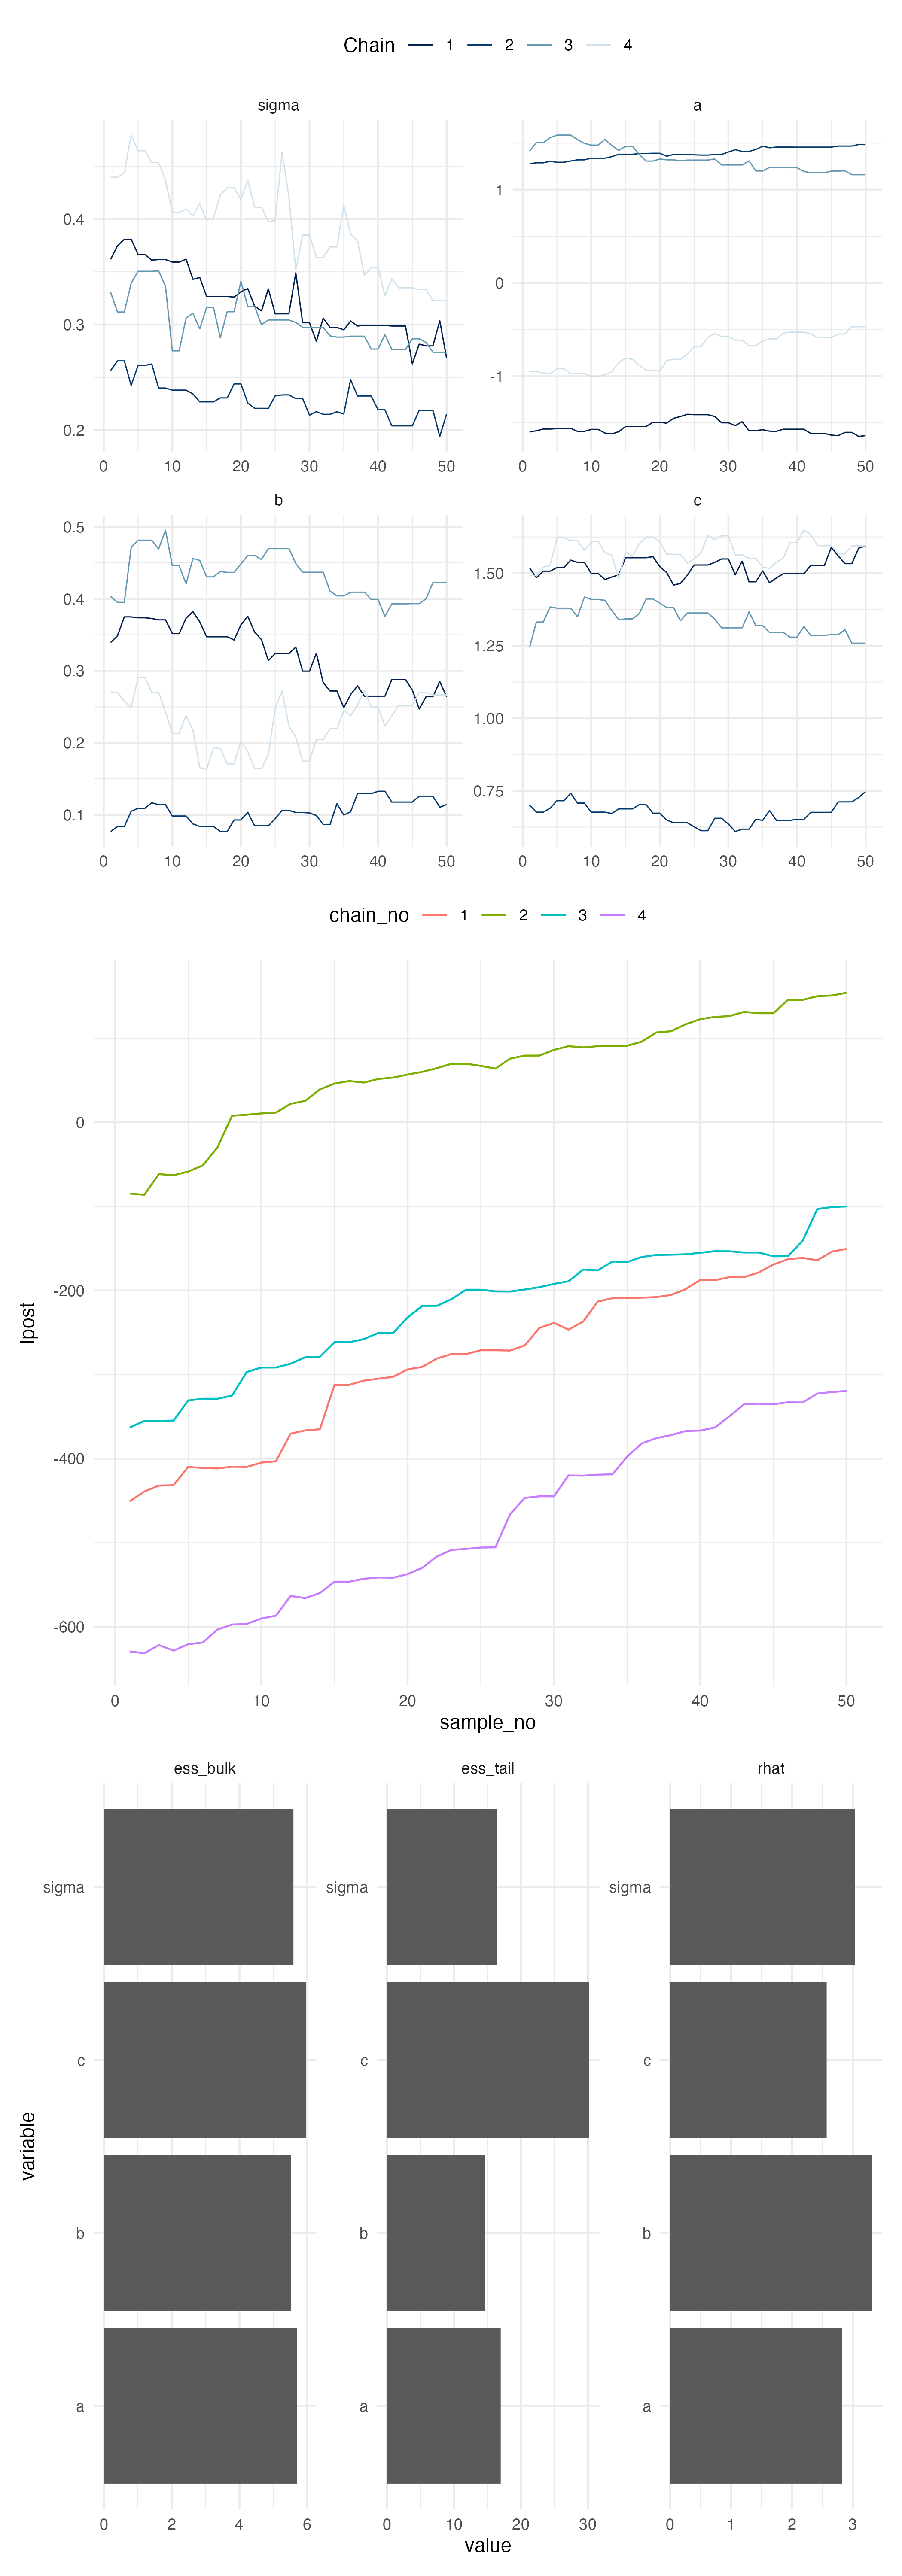 Chain 1 2 3 4
sigma a
0.4
0.3
0.2
0 10 20 30 40 50
1
0
-1
0 10 20 30 40 50
b c
0.5
0.4
0.3
0.2
0.1
0 10 20 30 40 50
1.50
1.25
1.00
0.75
0 10 20 30 40 50
chain_no 1 2 3 4
lpost
0
-200
-400
-600
0 10 20 30 40 50
sample_no
ess_bulk ess_tail rhat
variable
sigma sigma sigma
c c c
b b b
a a a
0 2 4 6 0 10 20 30 0 1 2 3
value